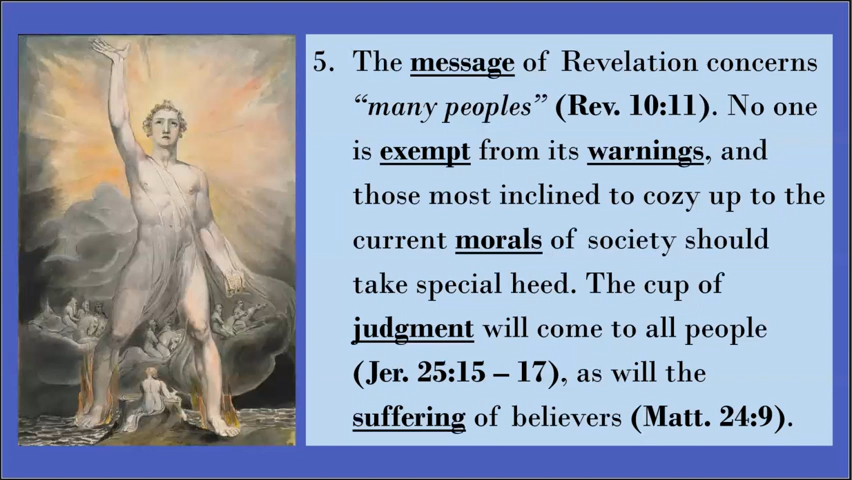 5. The message of Revelation concerns
“many peoples” (Rev. 10:11). No one
is exempt from its warnings, and
those most inclined to cozy up to the
current morals of society should
take special heed. The cup of
judgment will come to all people
(Jer. 25:15 – 17), as will the
suffering of believers (Matt. 24:9).